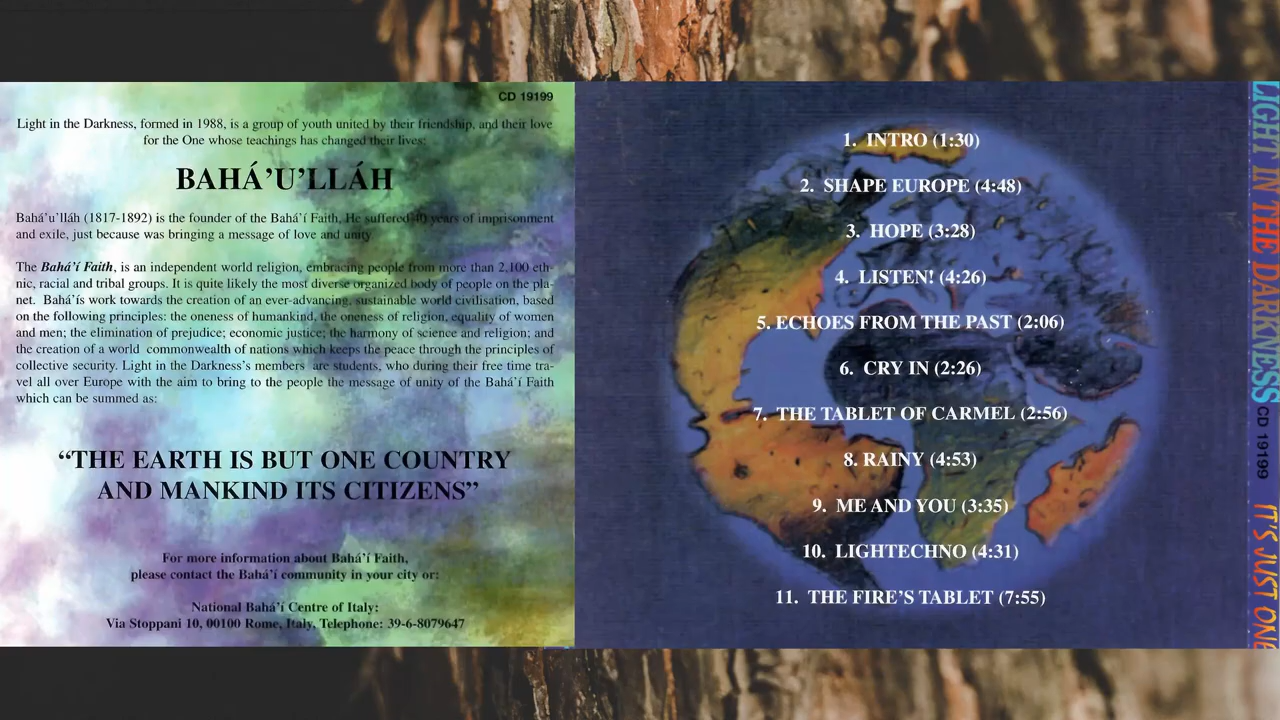 CD 19199
Light in the Darkness, formed in 1988, is a group of youth united by their friendship, and their love
for the One whose teachings has changed their lives:
BAHÁ’U’LLÁH
Bahá’u’lláh (1817-1892) is the founder of the Bahá’í Faith, He suffered 40 years of imprisonment
and exile, just because was bringing a message of love and unity
The Bahá’í Faith, is an independent world religion, embracing people from more than 2,100 eth-
nic, racial and tribal groups. It is quite likely the most diverse organized body of people on the pla-
net. Bahá’ís work towards the creation of an ever-advancing, sustainable world civilisation, based
on the following principles: the oneness of humankind, the oneness of religion, equality of women
and men; the elimination of prejudice; economic justice; the harmony of science and religion; and
the creation of a world commonwealth of nations which keeps the peace through the principles of
collective security. Light in the Darkness’s members are students, who during their free time tra-
vel all over Europe with the aim to bring to the people the message of unity of the Bahá’í Faith
which can be summed as:
“THE EARTH IS BUT ONE COUNTRY
AND MANKIND ITS CITIZENS”
For more information about Bahá’í Faith,
please contact the Bahá’í community in your city or:
National Bahá’í Centre of Italy:
Via Stoppani 10, 00100 Rome, Italy, Telephone: 39-6-8079647
1. INTRO (1:30)
2. SHAPE EUROPE (4:48)
3. HOPE (3:28)
4. LISTEN! (4:26)
5. ECHOES FROM THE PAST (2:06)
6. CRY IN (2:26)
7. THE TABLET OF CARMEL (2:56)
8. RAINY (4:53)
9. ME AND YOU (3:35)
10. LIGHTECHNO (4:31)
11. THE FIRE’S TABLET (7:55)
LIGHT IN THE DARKNESS
CD 19199
IT'S JUST ONE